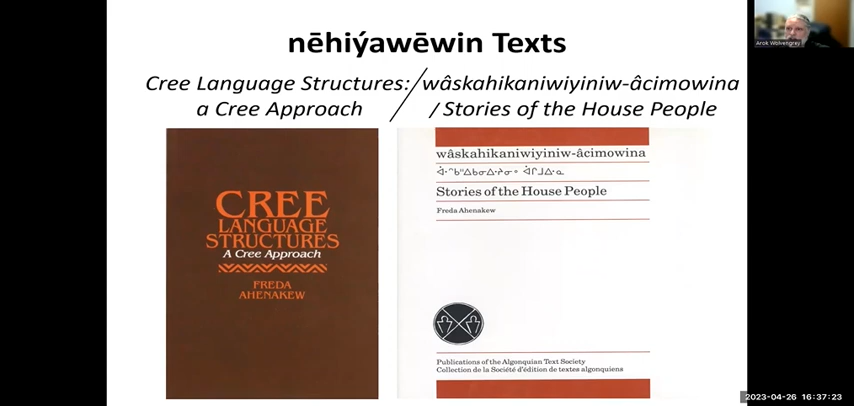 nēhiýawēwin Texts
Cree Language Structures: / wâskahikaniwiyiniw-âcimowina
a Cree Approach / Stories of the House People
CREE
LANGUAGE
STRUCTURES
A Cree Approach
FREDA
AHENAKEW
wâskahikaniwiyiniw-âcimowina
ᐋᐧᐢᑲᐦᐃᑲᓂᐃᐧᔨᓂᐤ ᐋᒋᒧᐃᐧᓇ
Stories of the House People
Freda Ahenakew
Publications of the Algonquian Text Society
Collection de la Société d'édition de textes algonquiens
Arok Wolvengrey
2023-04-26 16:37:23